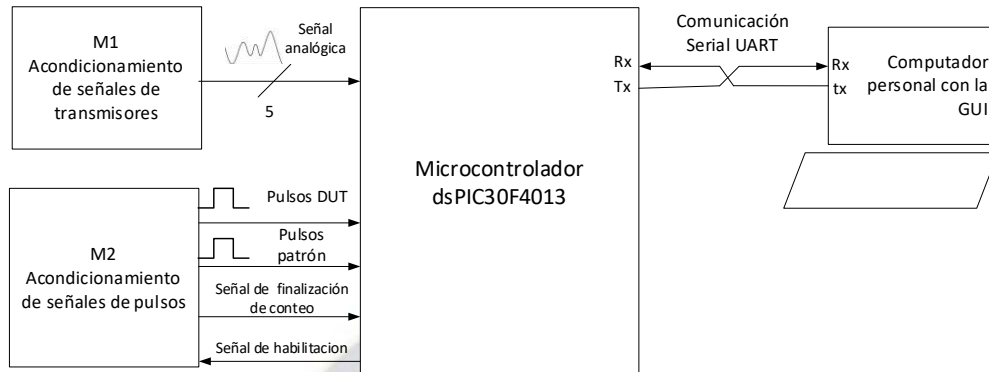 M1
Acondicionamiento
de señales de
transmisores
Señal
analógica
5
M2
Acondicionamiento
de señales de pulsos
Pulsos DUT
Pulsos
patrón
Señal de finalización
de conteo
Señal de habilitacion
Microcontrolador
dsPIC30F4013
Rx
Tx
Comunicación
Serial UART
Rx
tx
Computador
personal con la
GUI